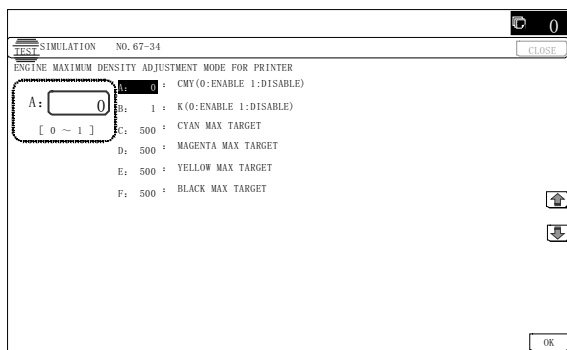 0
TEST SIMULATION NO. 67-34
CLOSE
ENGINE MAXIMUM DENSITY ADJUSTMENT MODE FOR PRINTER
A: 0
[ 0 ～ 1 ]
A: 0 : CMY(0:ENABLE 1:DISABLE)
B: 1 : K(0:ENABLE 1:DISABLE)
C: 500 : CYAN MAX TARGET
D: 500 : MAGENTA MAX TARGET
E: 500 : YELLOW MAX TARGET
F: 500 : BLACK MAX TARGET
OK